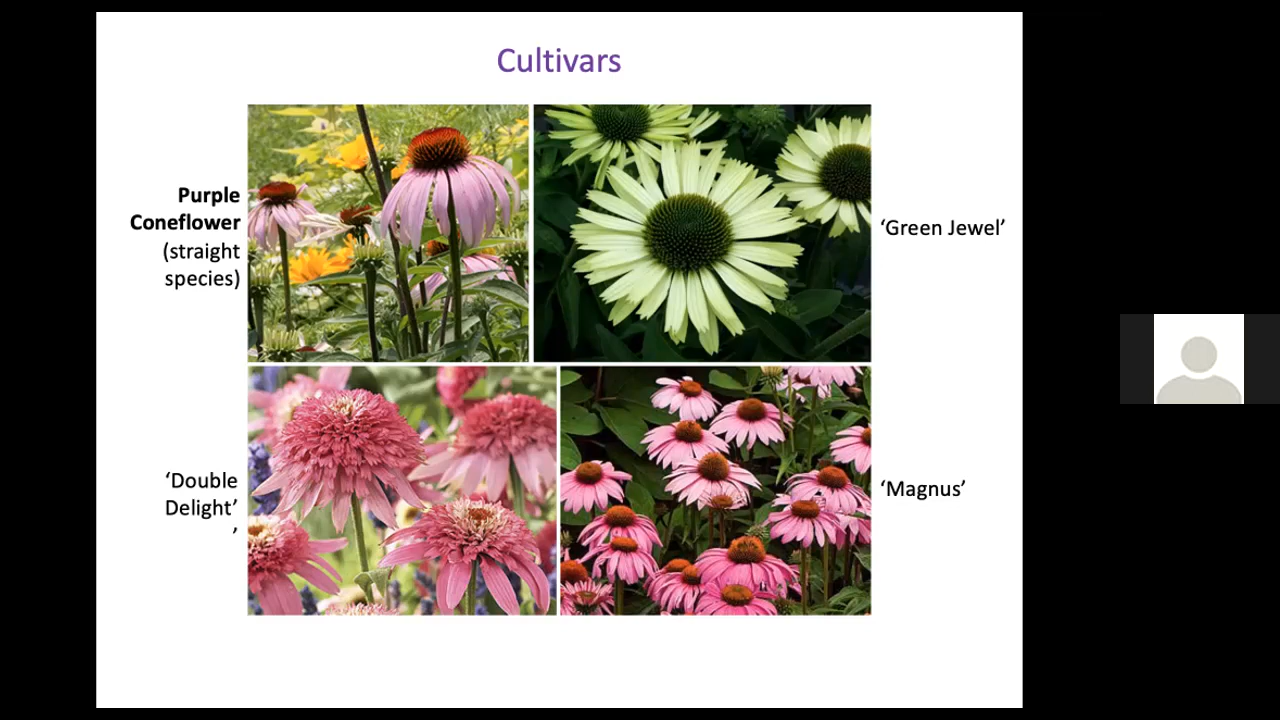 Cultivars
Purple
Coneflower
(straight
species)
‘Green Jewel’
‘Double
Delight’
’
‘Magnus’